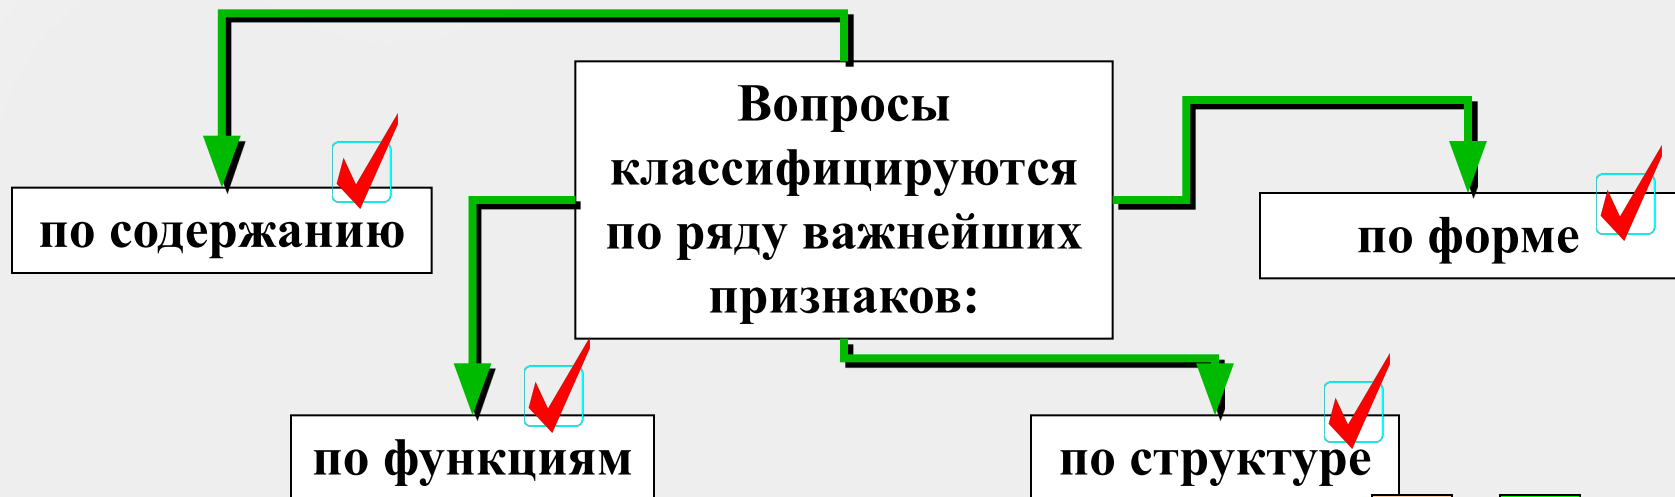 Вопросы
классифицируются
по ряду важнейших
признаков:
по содержанию
по форме
по функциям
по структуре